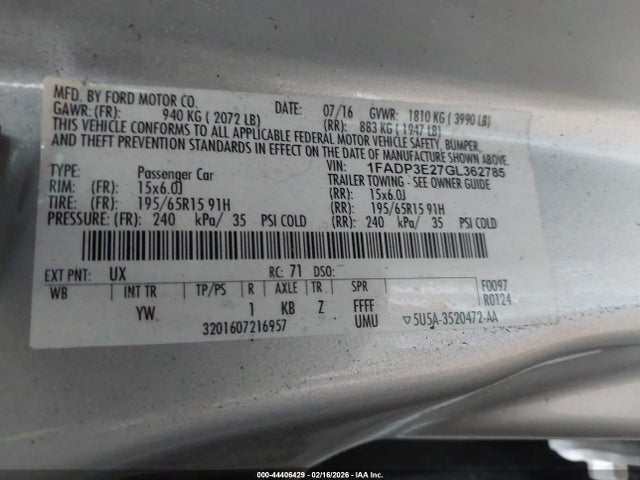 MFD. BY FORD MOTOR CO.
DATE: 07/16 GVWR: 1810 KG ( 3990 LB)
GAWR: (FR): 940 KG ( 2072 LB) (RR): 883 KG ( 1947 LB)
THIS VEHICLE CONFORMS TO ALL APPLICABLE FEDERAL MOTOR VEHICLE SAFETY, BUMPER,
AND THEFT PREVENTION STANDARDS IN EFFECT ON THE DATE OF MANUFACTURE SHOWN ABOVE.
VIN: 1FADP3E27GL362785
TYPE: Passenger Car TRAILER TOWING - SEE OWNER GUIDE
RIM: (FR): 15x6.0J (RR): 15x6.0J
TIRE: (FR): 195/65R15 91H (RR): 195/65R15 91H
PRESSURE: (FR): 240 kPa/ 35 PSI COLD (RR): 240 kPa/ 35 PSI COLD
EXT PNT: UX RC: 71 DSO:
WB INT TR TP/PS R AXLE TR SPR F0097
YW 1 KB Z FFFF R0124
3201607216957 UMU ▽5U5A-3520472-AA
000-44406429 - 02/16/2026 - IAA Inc.